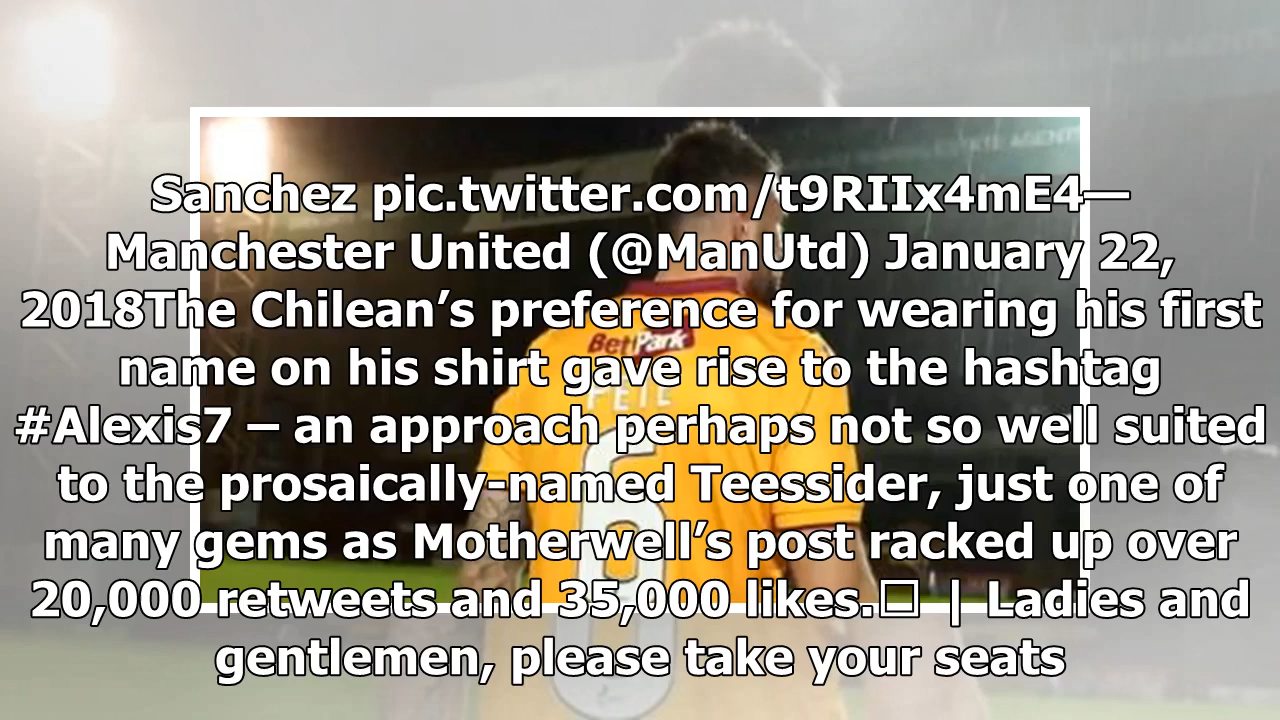 Sanchez pic.twitter.com/t9RIIx4mE4—
Manchester United (@ManUtd) January 22,
2018The Chilean’s preference for wearing his first
name on his shirt gave rise to the hashtag
#Alexis7 – an approach perhaps not so well suited
to the prosaically-named Teessider, just one of
many gems as Motherwell’s post racked up over
20,000 retweets and 35,000 likes.□ | Ladies and
gentlemen, please take your seats
BetPark
PETE
6